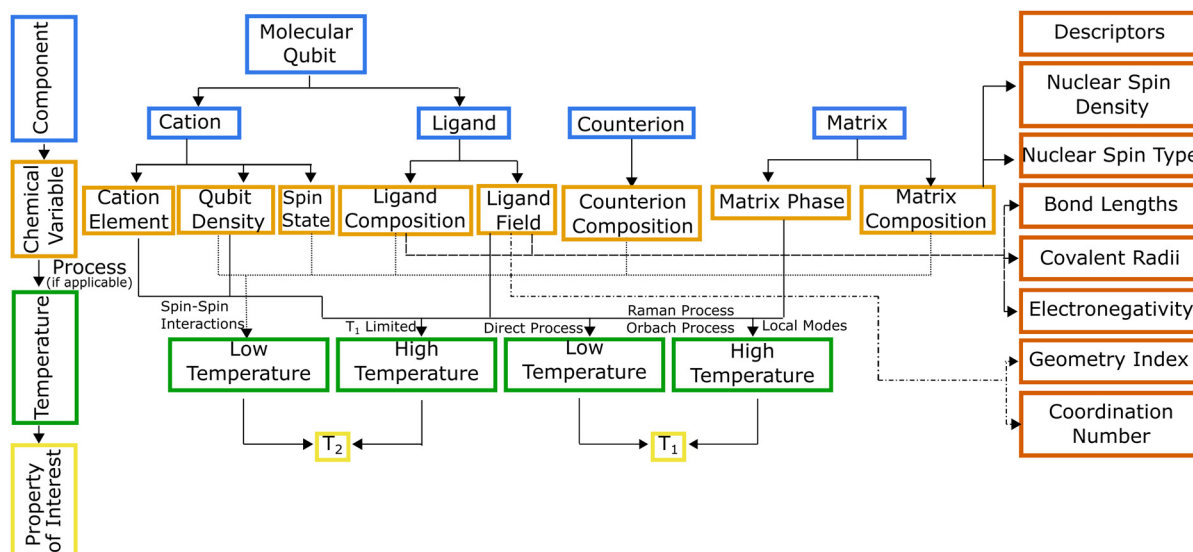 Component
Chemical
Variable
Process
(if applicable)
Temperature
Property
of Interest
Molecular
Qubit
Cation
Ligand
Counterion
Matrix
Cation
Element
Qubit
Density
Spin
State
Ligand
Composition
Ligand
Field
Counterion
Composition
Matrix Phase
Matrix
Composition
Spin-Spin
Interactions
T₁ Limited
Direct Process
Raman Process
Orbach Process
Local Modes
Low
Temperature
High
Temperature
Low
Temperature
High
Temperature
T₂
T₁
Descriptors
Nuclear Spin
Density
Nuclear Spin Type
Bond Lengths
Covalent Radii
Electronegativity
Geometry Index
Coordination
Number